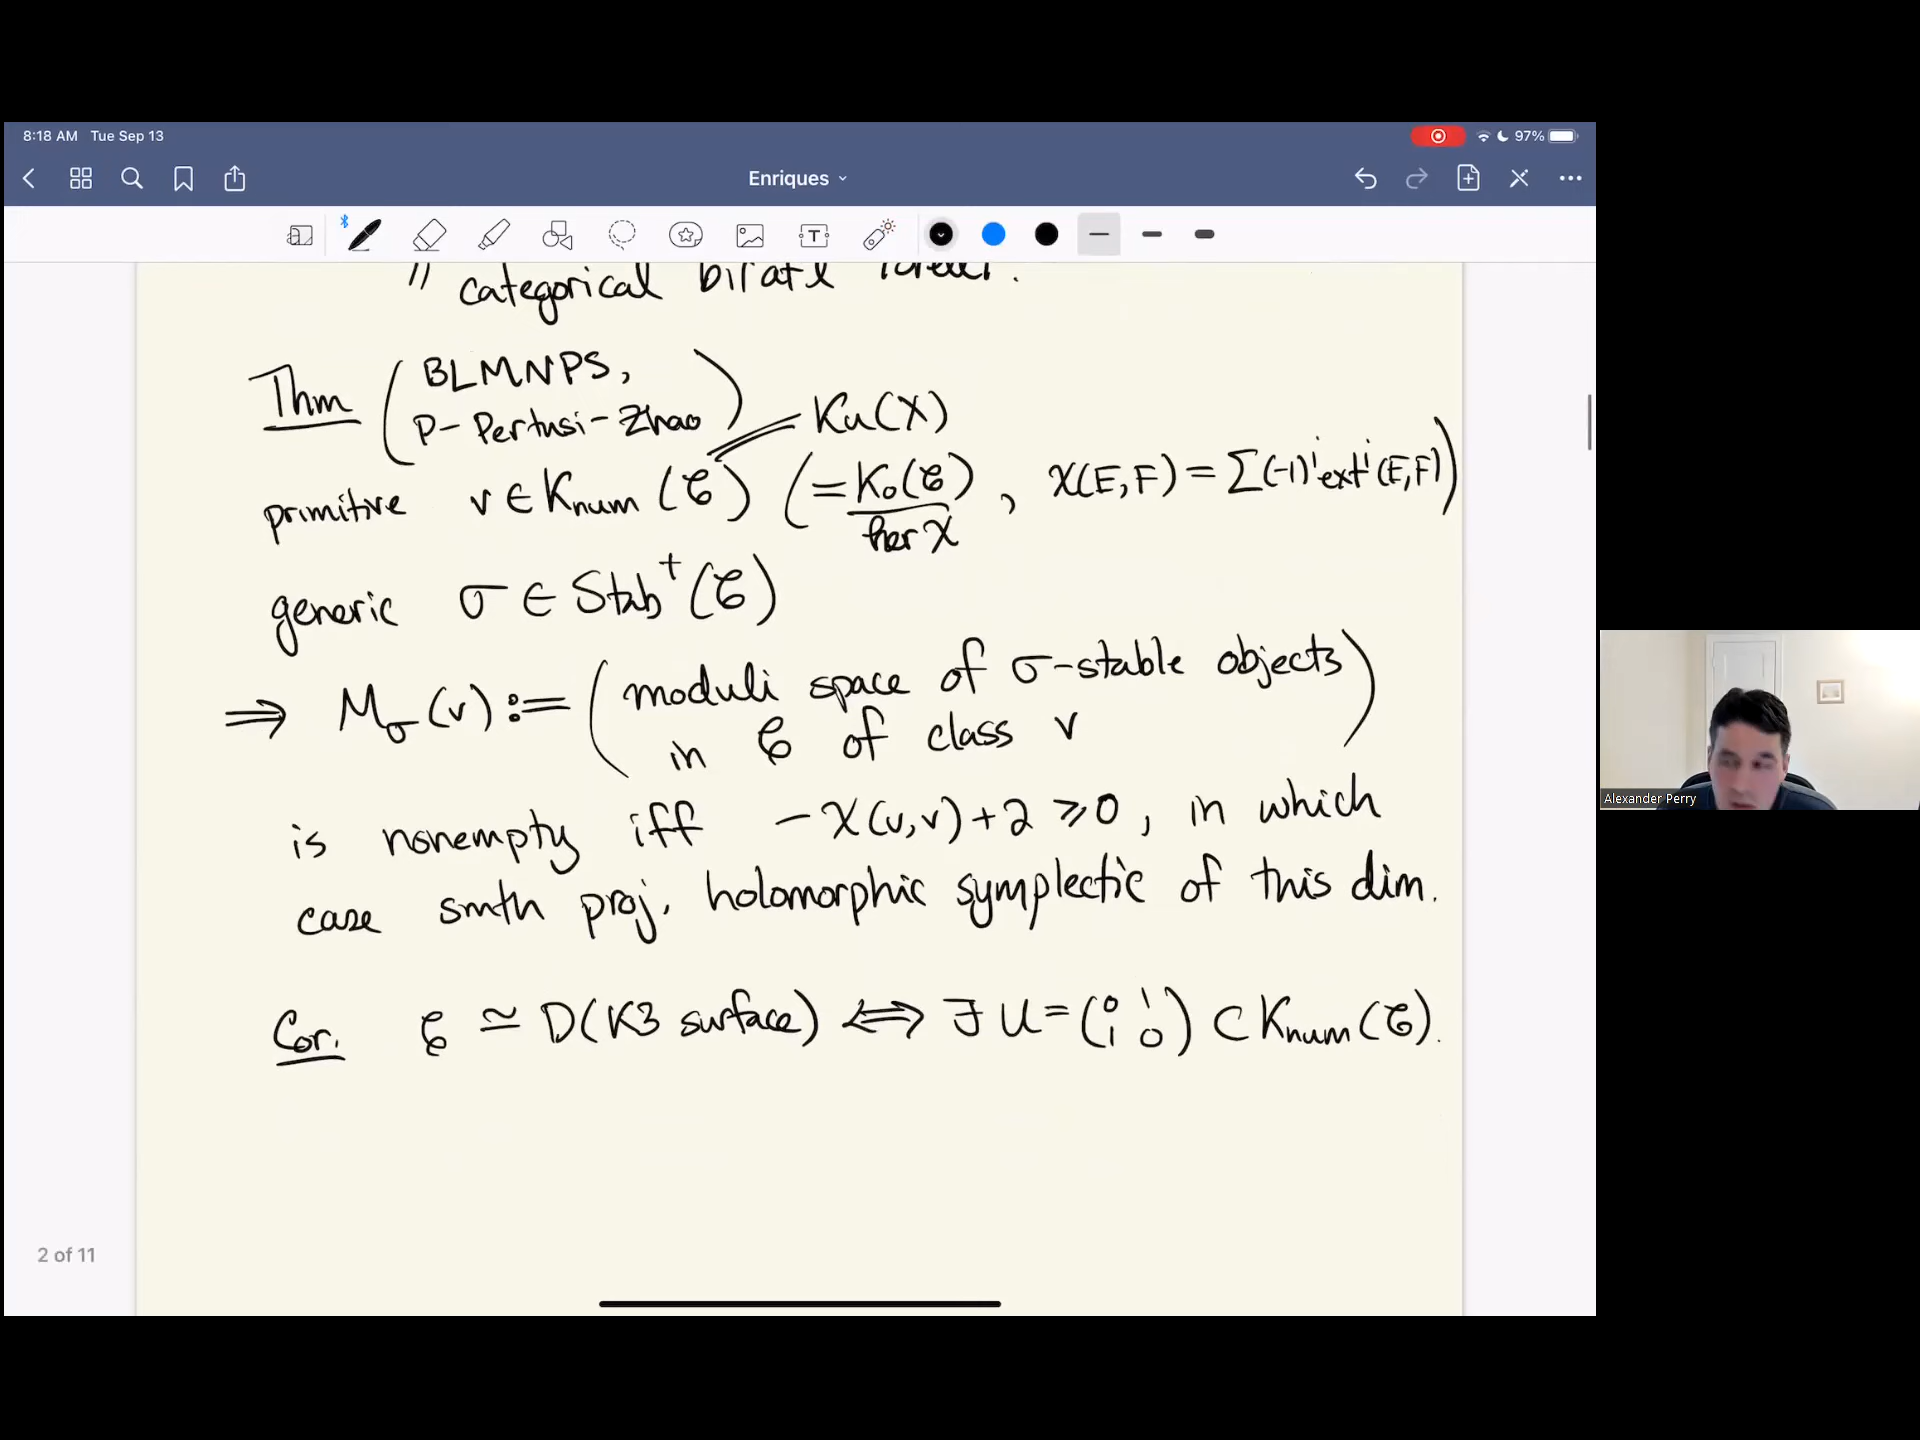 8:18 AM Tue Sep 13
97%
Enriques
categorical
Thm (BLMNPS,
P-Pertusi-Zhao)
Ku(X)
primitive v ∈ Knum(𝒞) (= K₀(𝒞) / ker χ , χ(E,F) = Σ(-1)ⁱ extⁱ(E,F))
generic σ ∈ Stab⁺(𝒞)
⇒ M_σ(v) := (moduli space of σ-stable objects
in 𝒞 of class v)
is nonempty iff -χ(v,v)+2 ≥ 0, in which
case smth proj. holomorphic symplectic of this dim.
Cor. 𝒞 ≃ D(K3 surface) ⟺ ∃ U = (0 1 1 0) ⊂ Knum(𝒞).
2 of 11
Alexander Perry